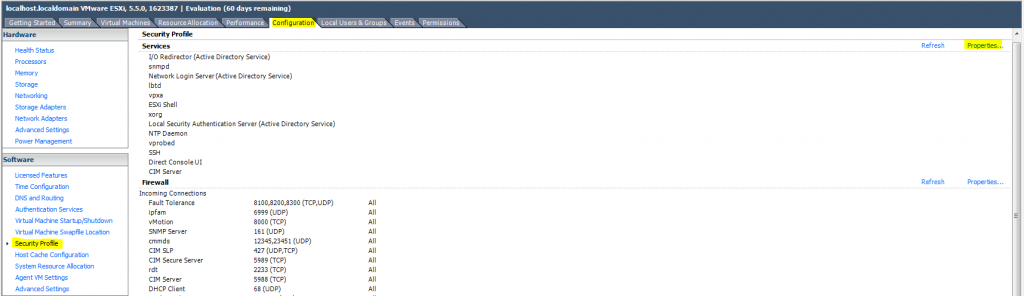 localhost.localdomain VMware ESXi, 5.5.0, 1623387 | Evaluation (60 days remaining)
Getting Started Summary Virtual Machines Resource Allocation Performance Configuration Local Users & Groups Events Permissions
Hardware
Health Status
Processors
Memory
Storage
Networking
Storage Adapters
Network Adapters
Advanced Settings
Power Management
Software
Licensed Features
Time Configuration
DNS and Routing
Authentication Services
Virtual Machine Startup/Shutdown
Virtual Machine Swapfile Location
Security Profile
Host Cache Configuration
System Resource Allocation
Agent VM Settings
Advanced Settings
Security Profile
Services Refresh Properties...
I/O Redirector (Active Directory Service)
snmpd
Network Login Server (Active Directory Service)
lbtd
vpxa
ESXi Shell
xorg
Local Security Authentication Server (Active Directory Service)
NTP Daemon
vprobed
SSH
Direct Console UI
CIM Server
Firewall Refresh Properties...
Incoming Connections
Fault Tolerance 8100,8200,8300 (TCP,UDP) All
ipfam 6999 (UDP) All
vMotion 8000 (TCP) All
SNMP Server 161 (UDP) All
cmmds 12345,23451 (UDP) All
CIM SLP 427 (UDP,TCP) All
CIM Secure Server 5989 (TCP) All
rdt 2233 (TCP) All
CIM Server 5988 (TCP) All
DHCP Client 68 (UDP) All